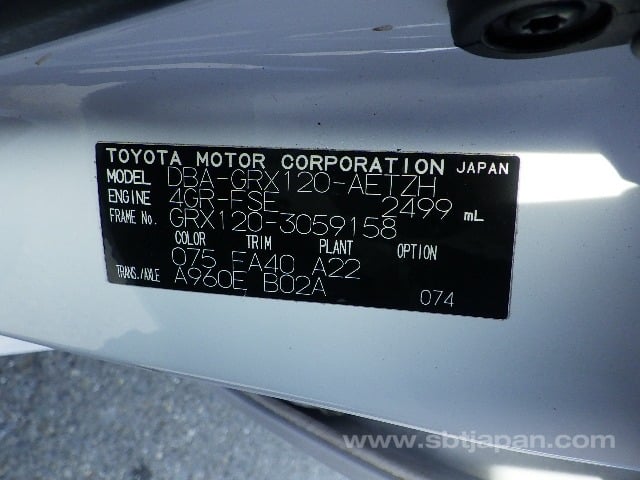 TOYOTA MOTOR CORPORATION JAPAN
MODEL DBA-GRX120-AETZH
ENGINE 4GR-FSE 2499 mL
FRAME No. GRX120-3059158
COLOR TRIM PLANT OPTION
075 FA40 A22
TRANS./AXLE A960E B02A 074
www.sbtjapan.com